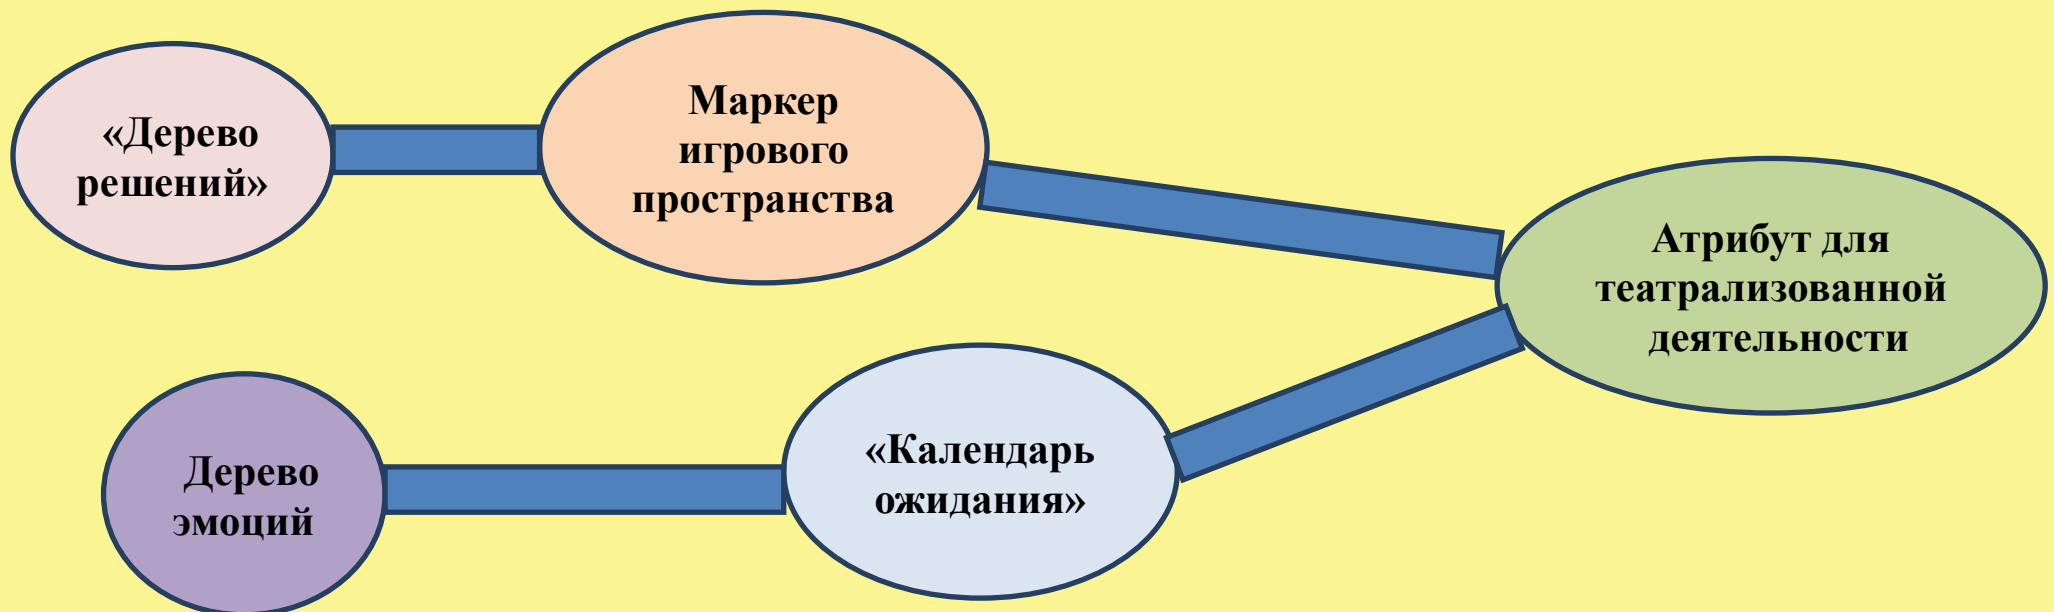 «Дерево
решений»
Маркер
игрового
пространства
Атрибут для
театрализованной
деятельности
Дерево
эмоций
«Календарь
ожидания»